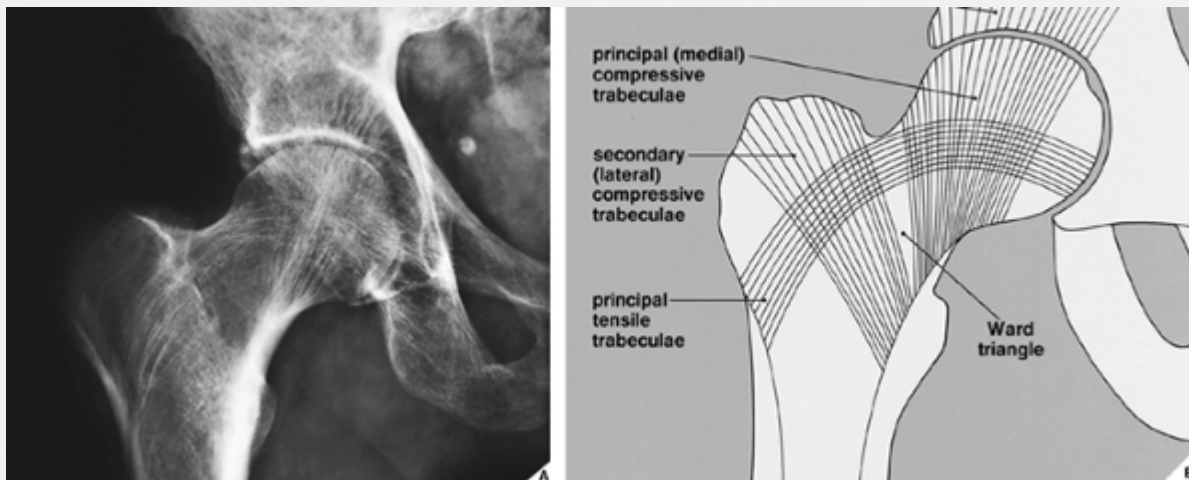 principal (medial)
compressive
trabeculae
secondary
(lateral)
compressive
trabeculae
principal
tensile
trabeculae
Ward
triangle
A